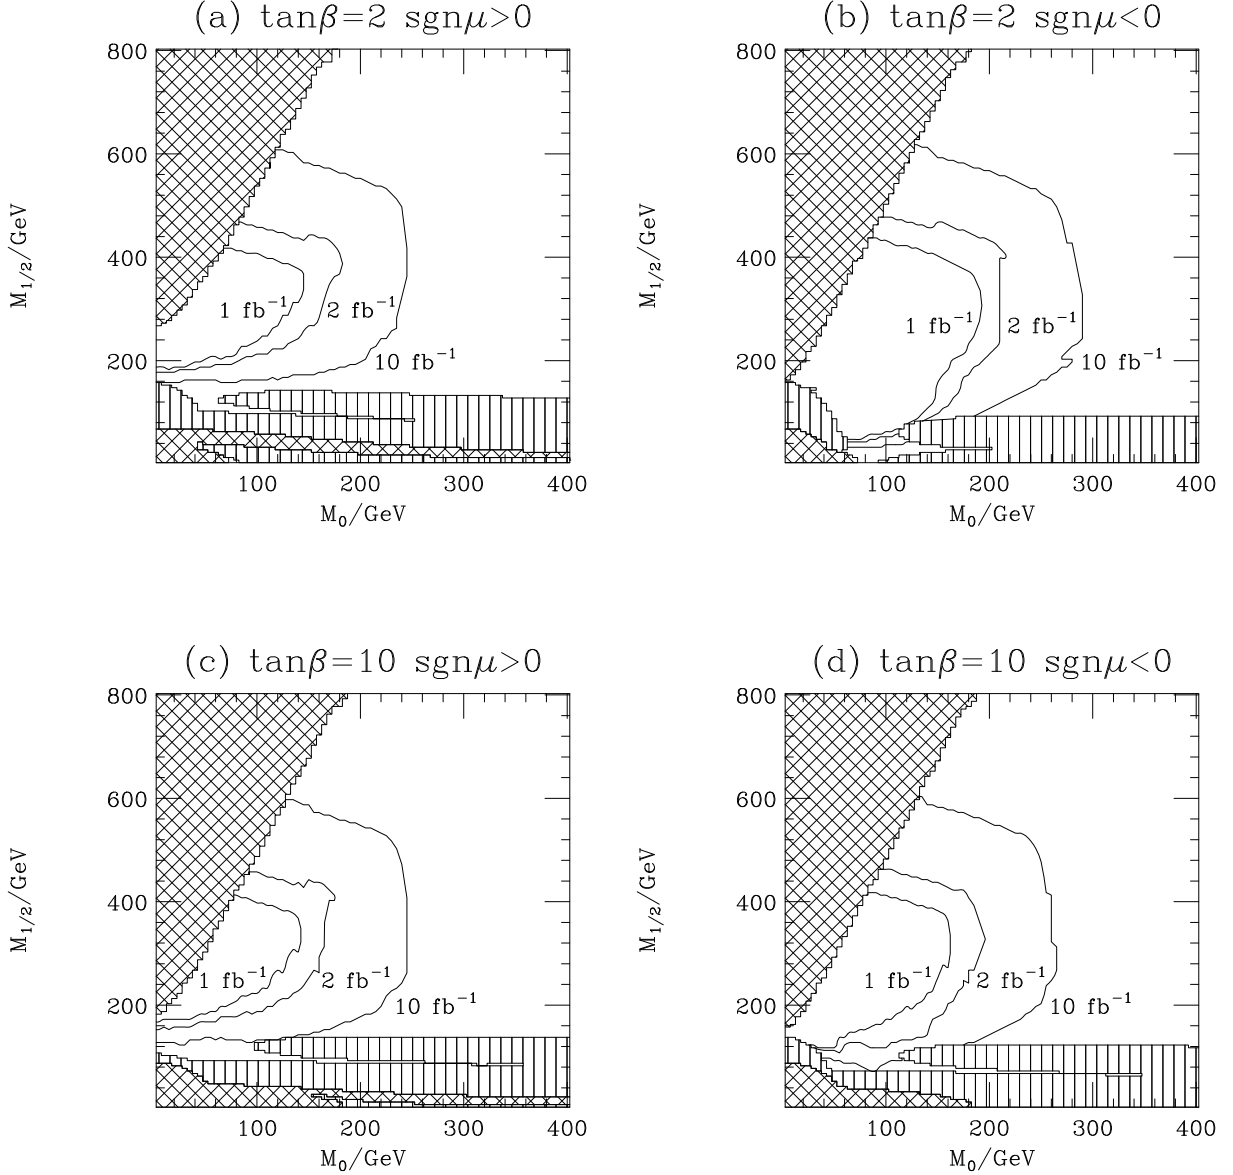 (a) tanβ=2 sgnμ>0
800
600
400
200
M1/2/GeV
1 fb⁻¹
2 fb⁻¹
10 fb⁻¹
100 200 300 400
M0/GeV
(b) tanβ=2 sgnμ<0
800
600
400
200
M1/2/GeV
1 fb⁻¹
2 fb⁻¹
10 fb⁻¹
100 200 300 400
M0/GeV
(c) tanβ=10 sgnμ>0
800
600
400
200
M1/2/GeV
1 fb⁻¹
2 fb⁻¹
10 fb⁻¹
100 200 300 400
M0/GeV
(d) tanβ=10 sgnμ<0
800
600
400
200
M1/2/GeV
1 fb⁻¹
2 fb⁻¹
10 fb⁻¹
100 200 300 400
M0/GeV